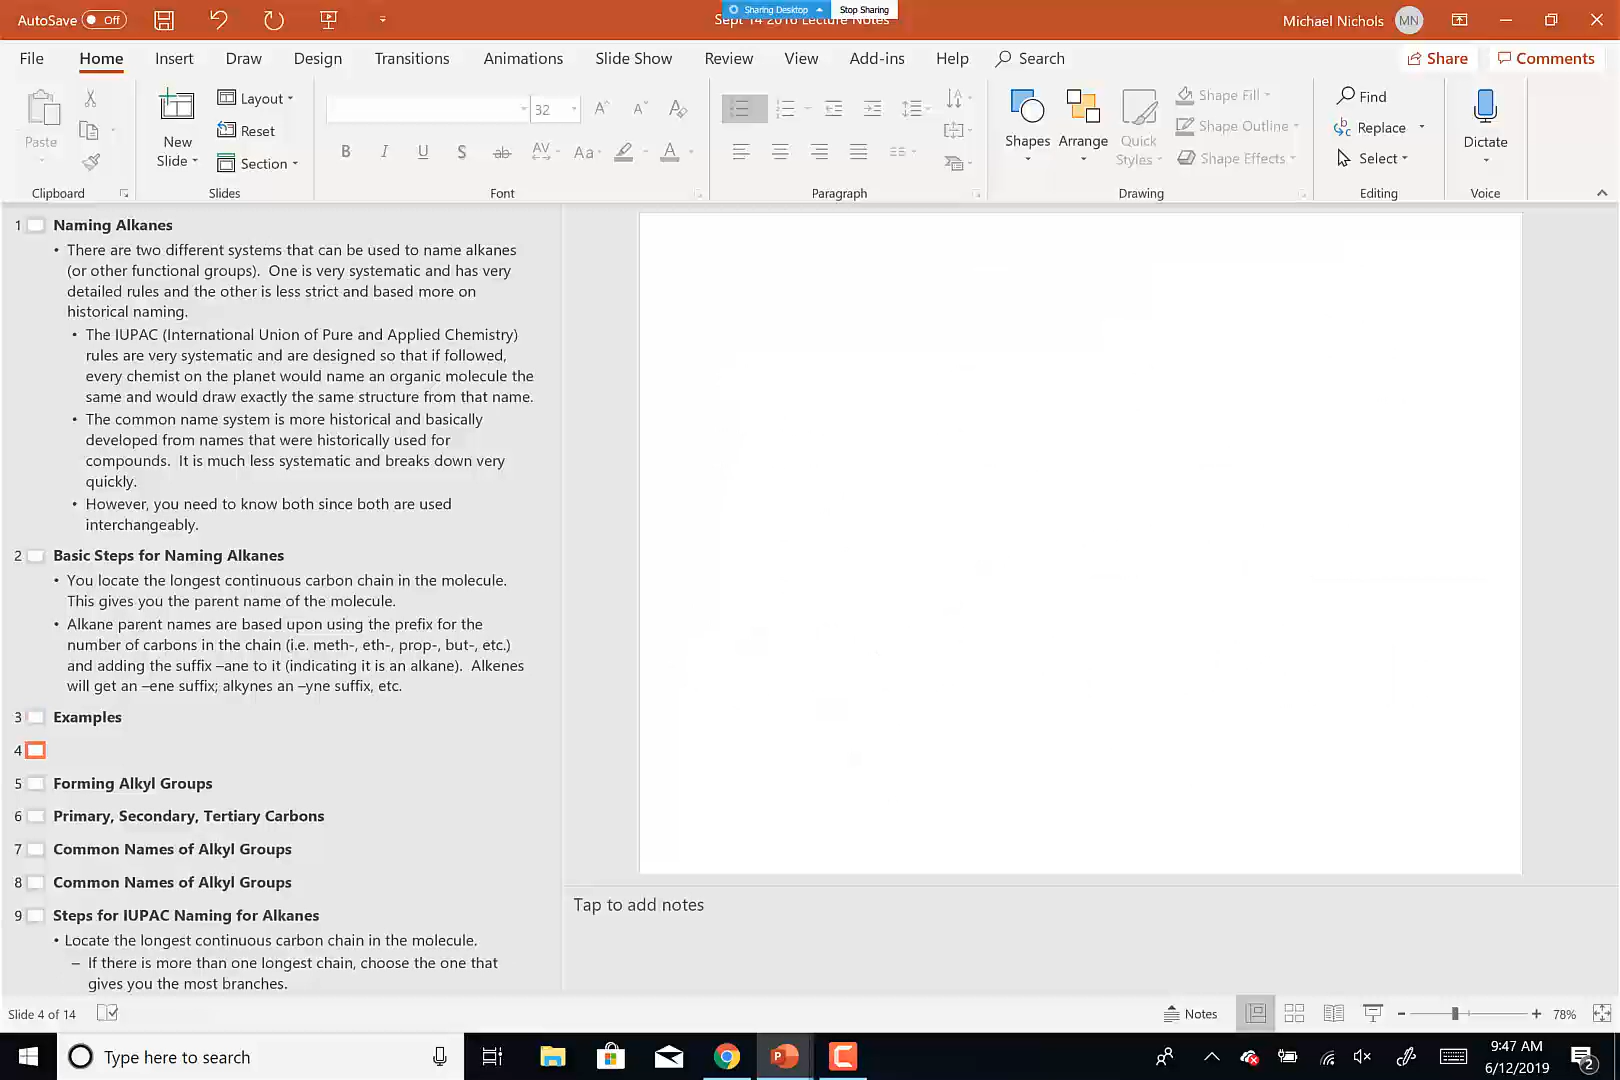 AutoSave Off
Sharing Desktop Stop Sharing
Sept 14 2016 Lecture Notes
Michael Nichols MN
File Home Insert Draw Design Transitions Animations Slide Show Review View Add-ins Help Search Share Comments
Paste
Clipboard
New Slide
Layout
Reset
Section
Slides
32
B I U S ab AV Aa A
Font
Paragraph
Shapes
Arrange
Quick Styles
Shape Fill
Shape Outline
Shape Effects
Drawing
Find
Replace
Select
Editing
Dictate
Voice
1 Naming Alkanes
• There are two different systems that can be used to name alkanes
(or other functional groups). One is very systematic and has very
detailed rules and the other is less strict and based more on
historical naming.
• The IUPAC (International Union of Pure and Applied Chemistry)
rules are very systematic and are designed so that if followed,
every chemist on the planet would name an organic molecule the
same and would draw exactly the same structure from that name.
• The common name system is more historical and basically
developed from names that were historically used for
compounds. It is much less systematic and breaks down very
quickly.
• However, you need to know both since both are used
interchangeably.
2 Basic Steps for Naming Alkanes
• You locate the longest continuous carbon chain in the molecule.
This gives you the parent name of the molecule.
• Alkane parent names are based upon using the prefix for the
number of carbons in the chain (i.e. meth-, eth-, prop-, but-, etc.)
and adding the suffix –ane to it (indicating it is an alkane). Alkenes
will get an –ene suffix; alkynes an –yne suffix, etc.
3 Examples
4
5 Forming Alkyl Groups
6 Primary, Secondary, Tertiary Carbons
7 Common Names of Alkyl Groups
8 Common Names of Alkyl Groups
9 Steps for IUPAC Naming for Alkanes
• Locate the longest continuous carbon chain in the molecule.
– If there is more than one longest chain, choose the one that
gives you the most branches.
Tap to add notes
Slide 4 of 14
Notes
78%
Type here to search
9:47 AM
6/12/2019
2